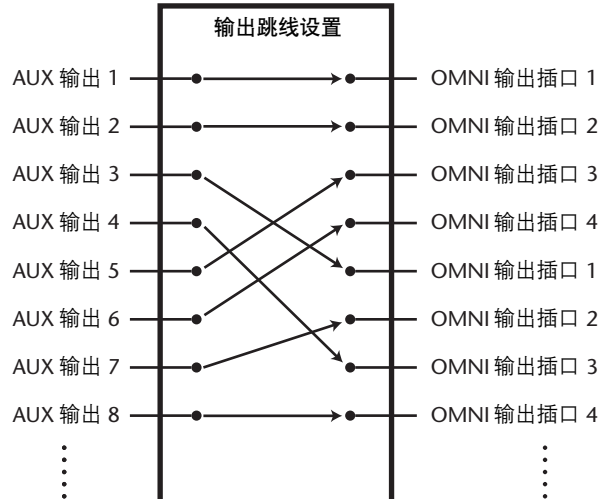 输出跳线设置
AUX 输出 1 OMNI 输出插口 1
AUX 输出 2 OMNI 输出插口 2
AUX 输出 3 OMNI 输出插口 3
AUX 输出 4 OMNI 输出插口 4
AUX 输出 5 OMNI 输出插口 1
AUX 输出 6 OMNI 输出插口 2
AUX 输出 7 OMNI 输出插口 3
AUX 输出 8 OMNI 输出插口 4